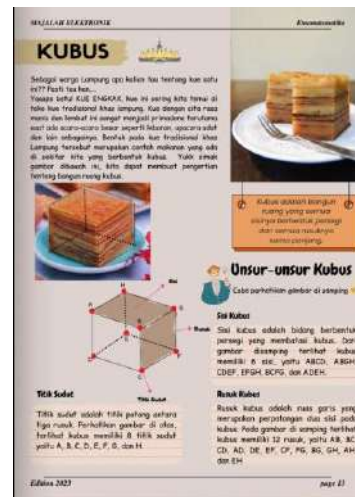 MAJALAH ELEKTRONIK
Etnomatematika
KUBUS
Sebagai warga Lampung apa kalian tau tentang kue satu
ini?? Pasti tau kan,...
Yaaaps betul KUE ENGKAK, kue ini sering kita temui di
toko kue tradisional khas lampung. Kue dengan cita rasa
manis dan lembut ini sangat menjadi primadona terutama
saat ada acara-acara besar seperti lebaran, upacara adat
dan lain sebagainya. Bentuk pada kue tradisional khas
Lampung tersebut merupakan contoh makanan yang ada
di sekitar kita yang berbentuk kubus. Yukk simak
gambar dibawah ini, kita dapat membuat pengertian
tentang bangun ruang kubus.
Kubus adalah bangun
ruang yang semua
sisinya berbentuk persegi
dan semua rusuknya
sama panjang.
Unsur-unsur Kubus
Coba perhatikan gambar di samping
Sisi
Rusuk
Titik Sudut
H
Sisi Kubus
Sisi kubus adalah bidang berbentuk
persegi yang membatasi kubus. Dari
gambar disamping terlihat kubus
memiliki 6 sisi, yaitu ABCD, ABGH,
CDEF, EFGH, BCFG, dan ADEH.
Titik Sudut
Titik sudut adalah titik potong antara
tiga rusuk. Perhatikan gambar di atas,
terlihat kubus memiliki 8 titik sudut
yaitu A, B, C, D, E, F, G, dan H.
Rusuk Kubus
Rusuk kubus adalah ruas garis yang
merupakan perpotongan dua sisi pada
kubus. Pada gambar di samping terlihat
kubus memiliki 12 rusuk, yaitu AB, BC
CD, AD, DE, EF, CF, FG, BG, GH, AH
dan EH
Edition 2023
page 13